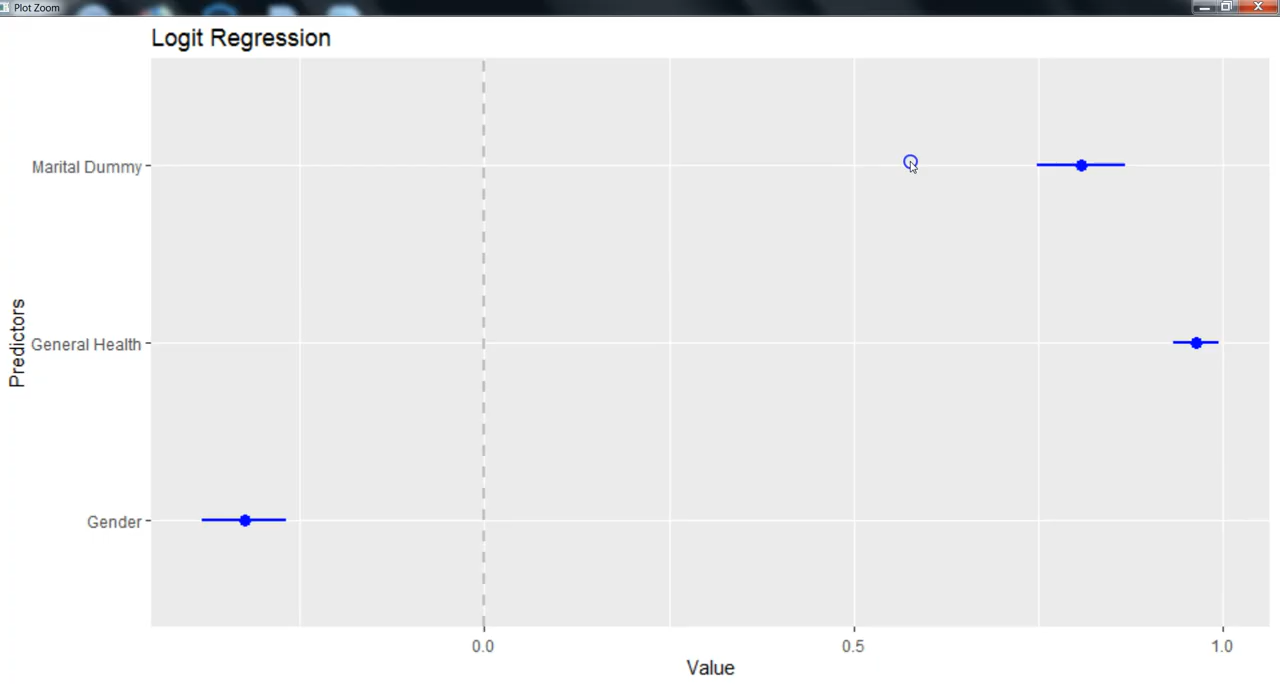 Plot Zoom
Logit Regression
Marital Dummy
General Health
Gender
Predictors
0.0 0.5 1.0
Value